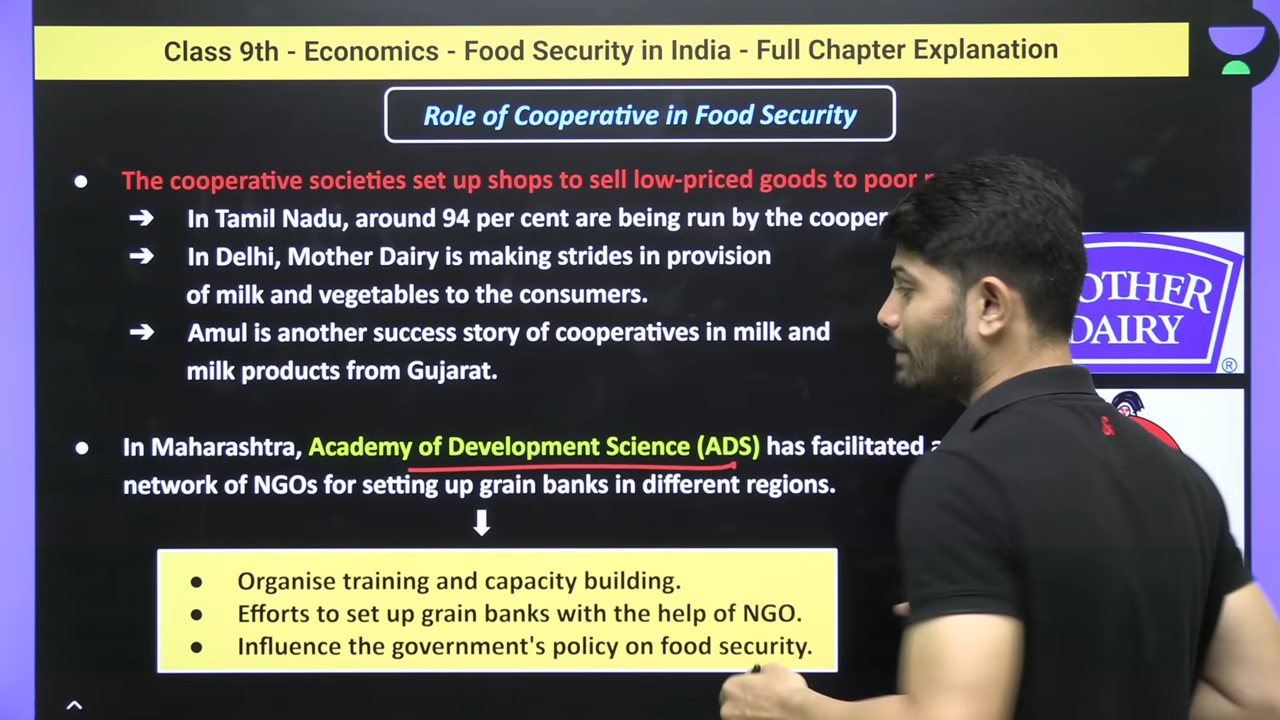 Class 9th - Economics - Food Security in India - Full Chapter Explanation
Role of Cooperative in Food Security
● The cooperative societies set up shops to sell low-priced goods to poor
➔ In Tamil Nadu, around 94 per cent are being run by the
➔ In Delhi, Mother Dairy is making strides in provision
of milk and vegetables to the consumers.
➔ Amul is another success story of cooperatives in milk and
milk products from Gujarat.
● In Maharashtra, Academy of Development Science (ADS) has facilitated
network of NGOs for setting up grain banks in different regions.
● Organise training and capacity building.
● Efforts to set up grain banks with the help of NGO.
● Influence the government's policy on food security.
OTHER
DAIRY
®
&